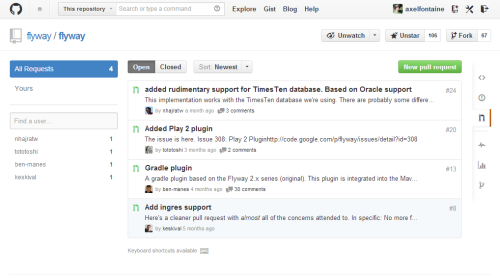 This repository Search or type a command Explore Gist Blog Help axelfontaine
flyway / flyway Unwatch Unstar 106 Fork 67
All Requests 4
Yours
Find a user...
nhajratw 1
tototoshi 1
ben-manes 1
keskival 1
Open Closed Sort: Newest New pull request
added rudimentary support for TimesTen database. Based on Oracle support #24
This implementation works with the TimesTen database we're using. There are probably some differe...
by nhajratw a month ago 3 comments
Added Play 2 plugin #20
The issue is here. Issue 308: Play 2 Pluginhttp://code.google.com/p/flyway/issues/detail?id=308
by tototoshi 3 months ago 2 comments
Gradle plugin #13
A gradle plugin based on the Flyway 2.x series (original). This plugin is integrated into the Mav...
by ben-manes 4 months ago 38 comments
Add ingres support #8
Here's a cleaner pull request with almost all of the concerns attended to. In specific: No more f...
by keskival 5 months ago
Keyboard shortcuts available